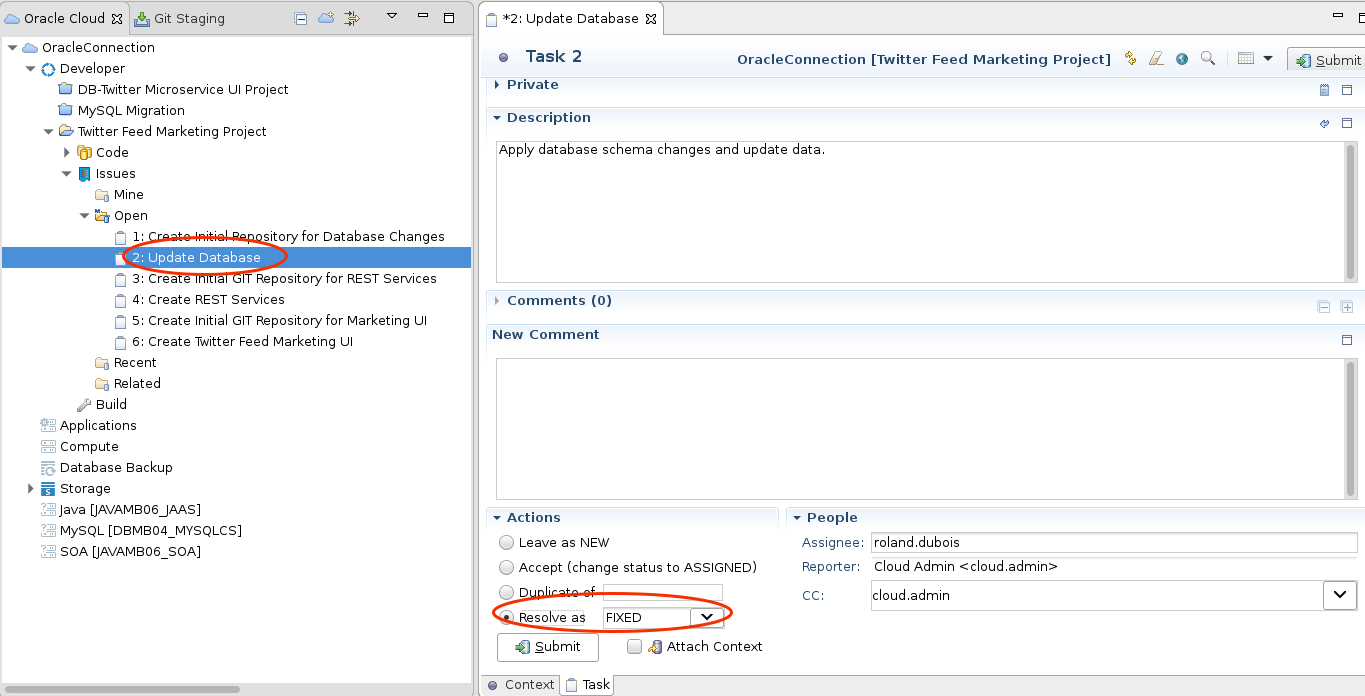 Oracle Cloud
Git Staging
OracleConnection
Developer
DB-Twitter Microservice UI Project
MySQL Migration
Twitter Feed Marketing Project
Code
Issues
Mine
Open
1: Create Initial Repository for Database Changes
2: Update Database
3: Create Initial GIT Repository for REST Services
4: Create REST Services
5: Create Initial GIT Repository for Marketing UI
6: Create Twitter Feed Marketing UI
Recent
Related
Build
Applications
Compute
Database Backup
Storage
Java [JAVAMB06_JAAS]
MySQL [DBMB04_MYSQLCS]
SOA [JAVAMB06_SOA]
*2: Update Database
Task 2
OracleConnection [Twitter Feed Marketing Project]
Submit
Private
Description
Apply database schema changes and update data.
Comments (0)
New Comment
Actions
Leave as NEW
Accept (change status to ASSIGNED)
Duplicate of
Resolve as FIXED
Submit
Attach Context
People
Assignee: roland.dubois
Reporter: Cloud Admin <cloud.admin>
CC: cloud.admin
Context
Task